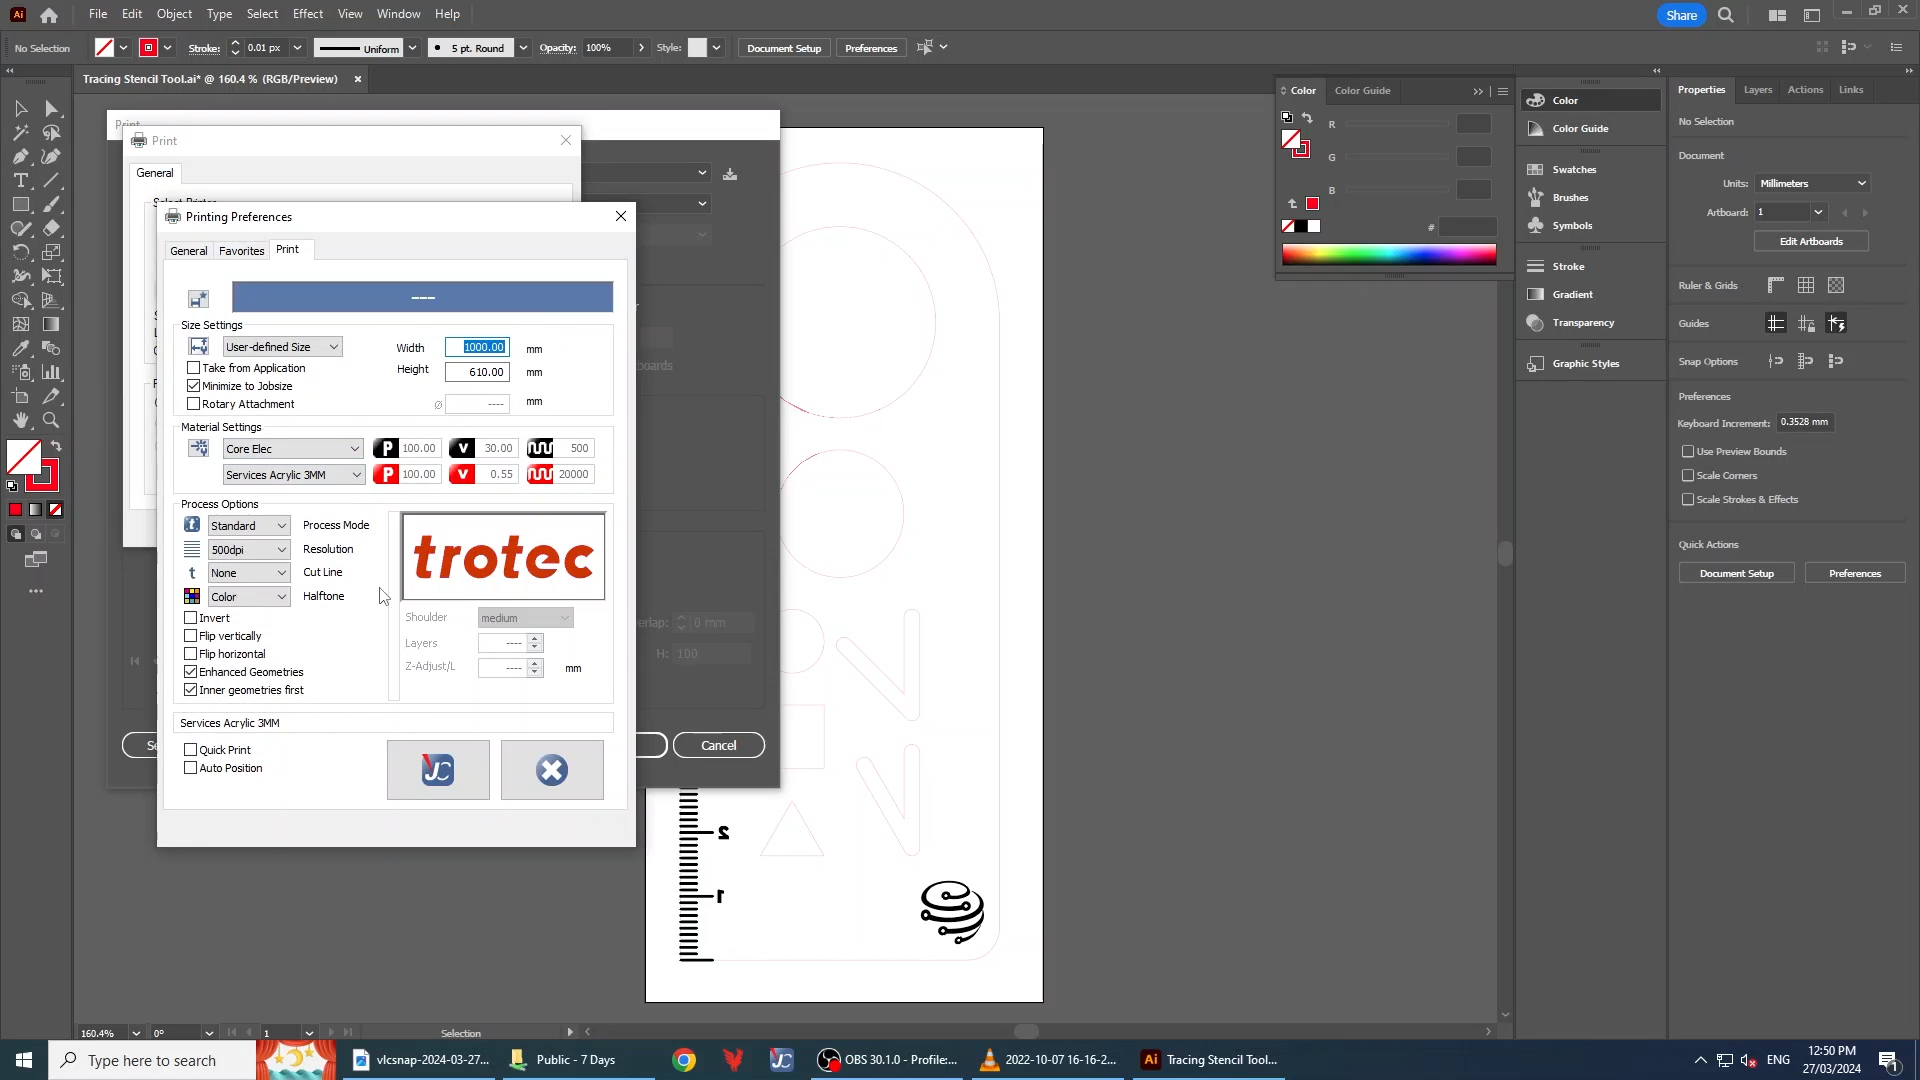 Ai File Edit Object Type Select Effect View Window Help
Share
No Selection
Stroke: 0.01 px
Uniform
5 pt. Round
Opacity: 100%
Style:
Document Setup
Preferences
Tracing Stencil Tool.ai* @ 160.4 % (RGB/Preview) ×
Print
Print
General
Printing Preferences
General Favorites Print
---
Size Settings
User-defined Size
Width 1000.00 mm
Take from Application
Height 610.00 mm
Minimize to Jobsize
Rotary Attachment
Ø ---- mm
Material Settings
Core Elec P 100.00 v 30.00 500
Services Acrylic 3MM P 100.00 v 0.55 20000
Process Options
Standard Process Mode
500dpi Resolution
t None Cut Line
Color Halftone
trotec
Invert
Flip vertically
Flip horizontal
Enhanced Geometries
Inner geometries first
Shoulder medium
Layers ----
Z-Adjust/L ---- mm
Services Acrylic 3MM
Quick Print
Auto Position
JC
0 mm
H: 100
Cancel
2
1
Color Color Guide
R
G
B
#
Color
Color Guide
Swatches
Brushes
Symbols
Stroke
Gradient
Transparency
Graphic Styles
Properties Layers Actions Links
No Selection
Document
Units: Millimeters
Artboard: 1
Edit Artboards
Ruler & Grids
Guides
Snap Options
Preferences
Keyboard Increment: 0.3528 mm
Use Preview Bounds
Scale Corners
Scale Strokes & Effects
Quick Actions
Document Setup
Preferences
160.4% 0° 1 Selection
Type here to search
vlcsnap-2024-03-27...
Public - 7 Days
JC
OBS 30.1.0 - Profile:...
2022-10-07 16-16-2...
Ai Tracing Stencil Tool...
ENG
12:50 PM
27/03/2024
1